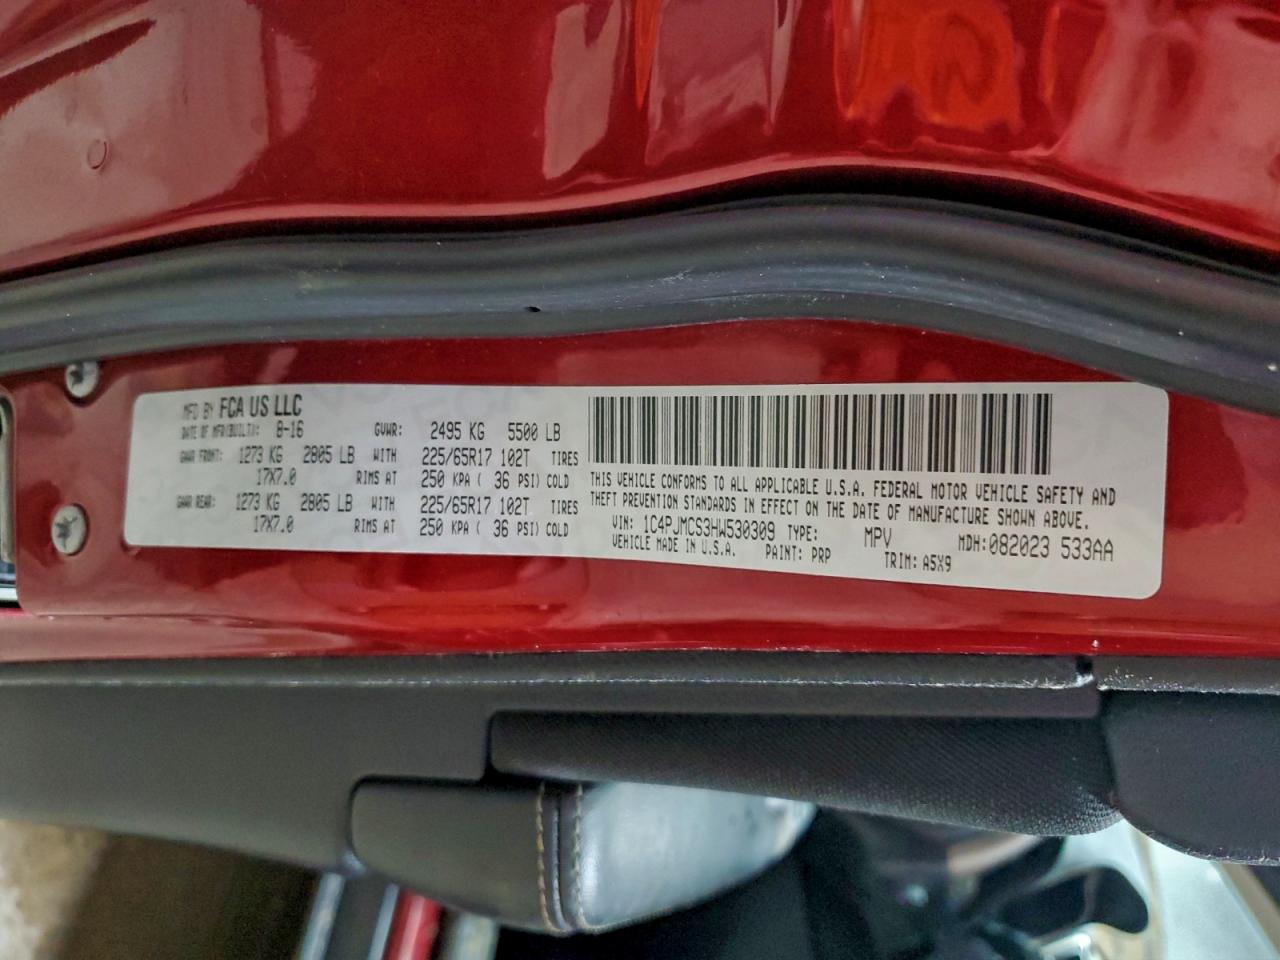 MFD BY FCA US LLC
DATE OF MFR(BUILT): 8-16 GVWR: 2495 KG 5500 LB
GAWR FRONT: 1273 KG 2805 LB WITH 225/65R17 102T TIRES
17X7.0 RIMS AT 250 KPA ( 36 PSI) COLD
GAWR REAR: 1273 KG 2805 LB WITH 225/65R17 102T TIRES
17X7.0 RIMS AT 250 KPA ( 36 PSI) COLD
THIS VEHICLE CONFORMS TO ALL APPLICABLE U.S.A. FEDERAL MOTOR VEHICLE SAFETY AND
THEFT PREVENTION STANDARDS IN EFFECT ON THE DATE OF MANUFACTURE SHOWN ABOVE.
VIN: 1C4PJMCS3HW530309 TYPE: MPV MDH:082023 533AA
VEHICLE MADE IN U.S.A. PAINT: PRP TRIM: A5X9